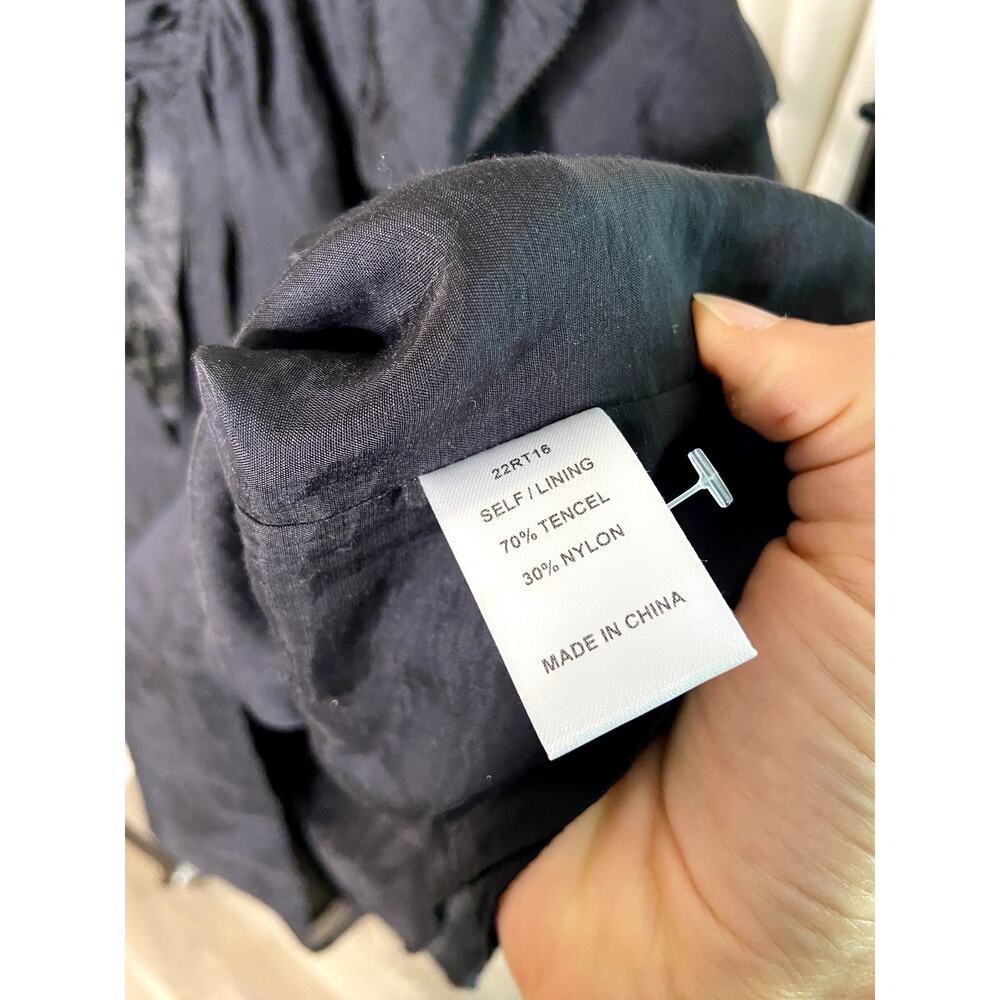 22RT16
SELF / LINING
70% TENCEL
30% NYLON
MADE IN CHINA